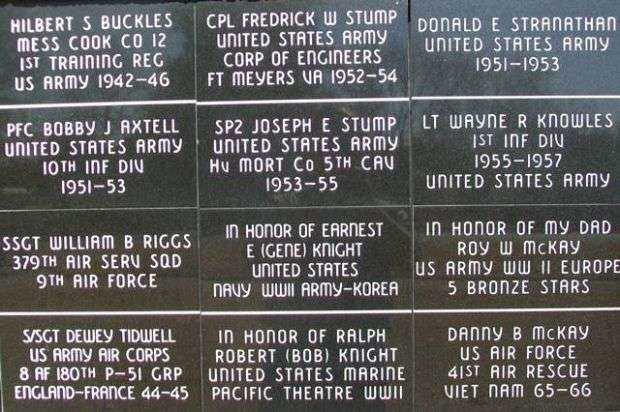 HILBERT S BUCKLES
MESS COOK CO 12
1ST TRAINING REG
US ARMY 1942-46
CPL FREDRICK W STUMP
UNITED STATES ARMY
CORP OF ENGINEERS
FT MEYERS VA 1952-54
DONALD E STRANATHAN
UNITED STATES ARMY
1951-1953
PFC BOBBY J AXTELL
UNITED STATES ARMY
10TH INF DIV
1951-53
SP2 JOSEPH E STUMP
UNITED STATES ARMY
HV MORT CO 5TH CAV
1953-55
LT WAYNE R KNOWLES
1ST INF DIV
1955-1957
UNITED STATES ARMY
SSGT WILLIAM B RIGGS
379TH AIR SERV SQD
9TH AIR FORCE
IN HONOR OF EARNEST
E (GENE) KNIGHT
UNITED STATES
NAVY WWII ARMY-KOREA
IN HONOR OF MY DAD
ROY W McKAY
US ARMY WW II EUROPE
5 BRONZE STARS
S/SGT DEWEY TIDWELL
US ARMY AIR CORPS
8 AF 180TH P-51 GRP
ENGLAND-FRANCE 44-45
IN HONOR OF RALPH
ROBERT (BOB) KNIGHT
UNITED STATES MARINE
PACIFIC THEATRE WWII
DANNY B McKAY
US AIR FORCE
41ST AIR RESCUE
VIET NAM 65-66